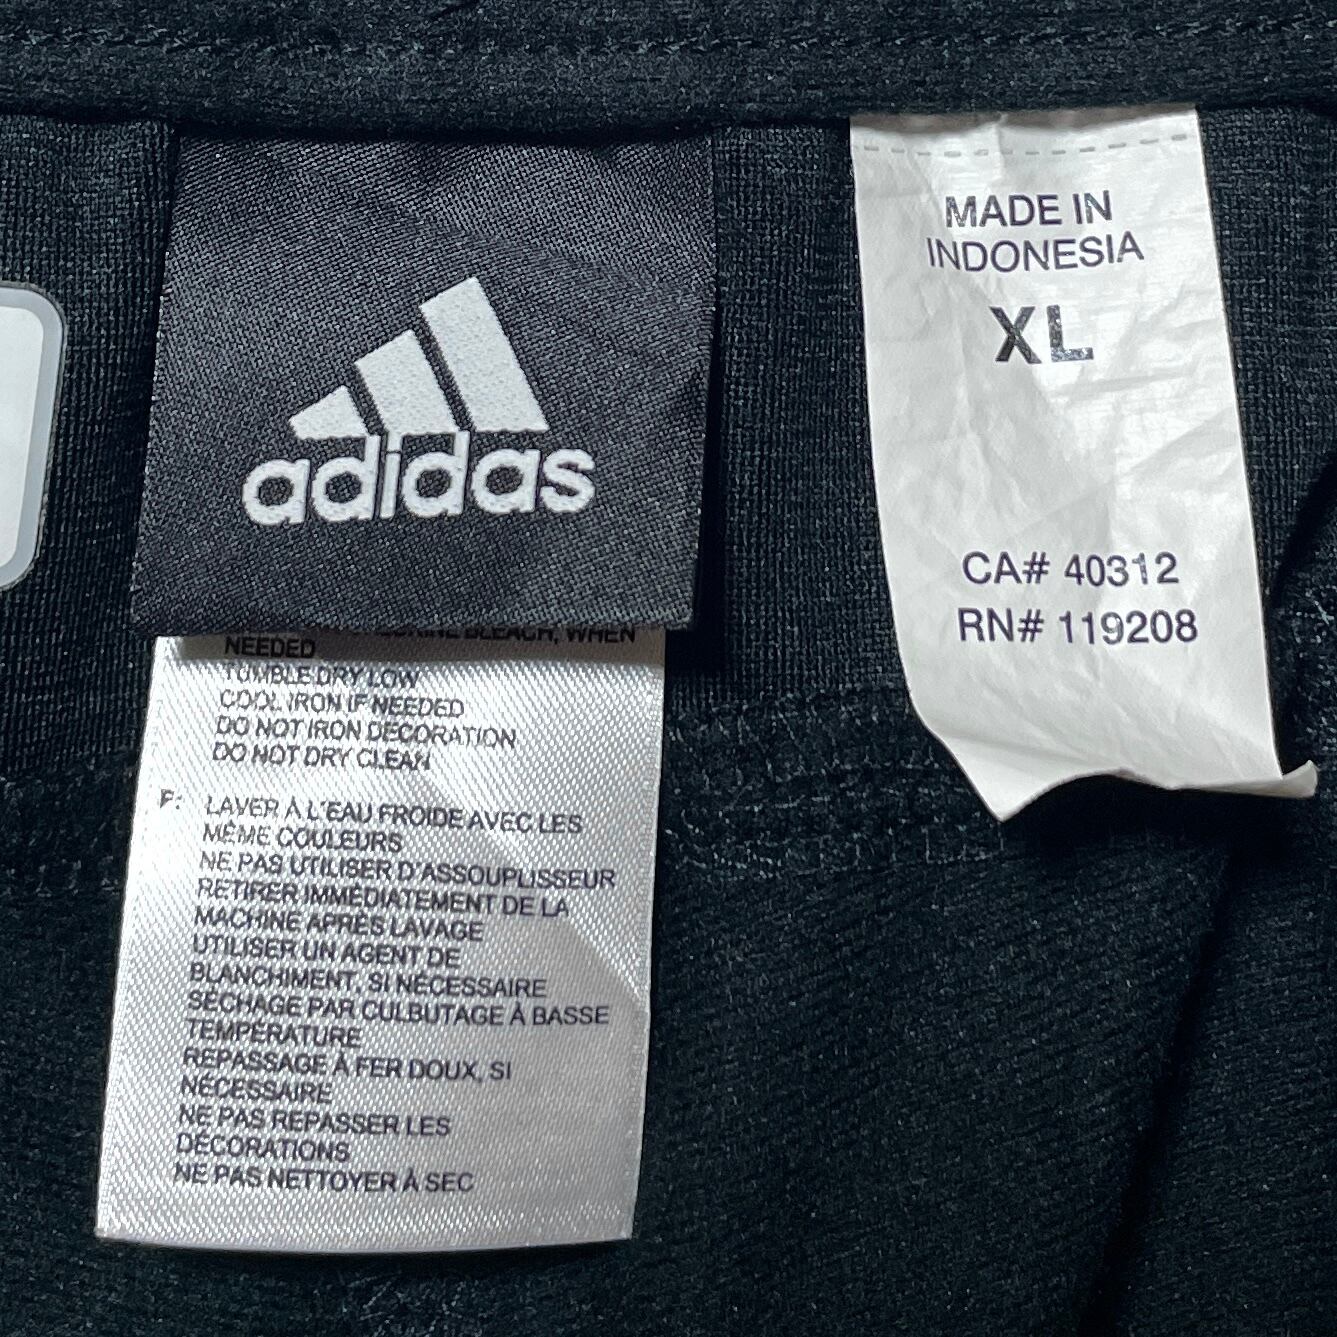 adidas
BLEACH, WHEN
NEEDED
TUMBLE DRY LOW
COOL IRON IF NEEDED
DO NOT IRON DECORATION
DO NOT DRY CLEAN
F: LAVER À L'EAU FROIDE AVEC LES
MÊME COULEURS
NE PAS UTILISER D'ASSOUPLISSEUR
RETIRER IMMÉDIATEMENT DE LA
MACHINE APRÈS LAVAGE
UTILISER UN AGENT DE
BLANCHIMENT, SI NÉCESSAIRE
SÉCHAGE PAR CULBUTAGE À BASSE
TEMPÉRATURE
REPASSAGE À FER DOUX, SI
NÉCESSAIRE
NE PAS REPASSER LES
DÉCORATIONS
NE PAS NETTOYER À SEC
MADE IN
INDONESIA
XL
CA# 40312
RN# 119208